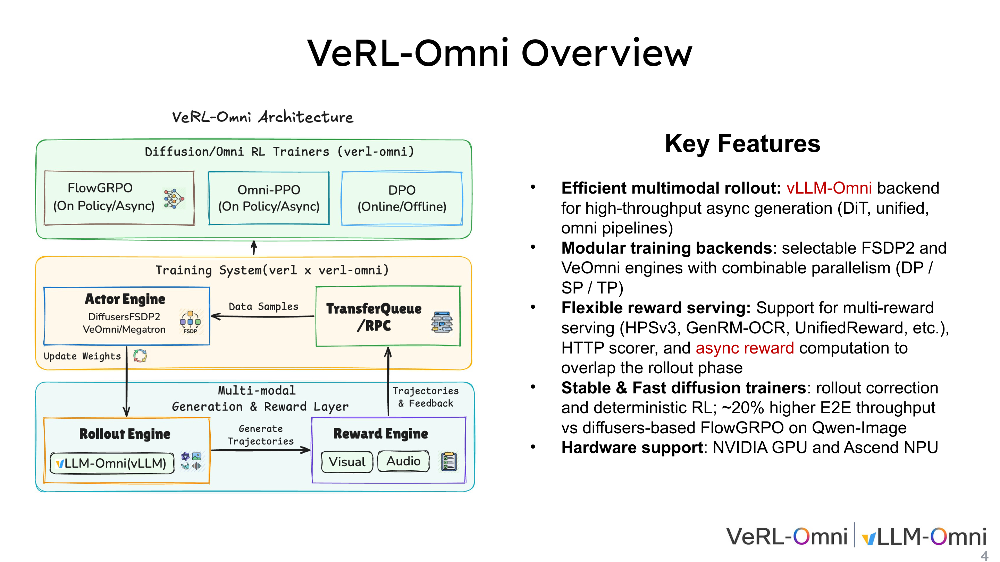 VeRL-Omni Overview
VeRL-Omni Architecture
Diffusion/Omni RL Trainers (verl-omni)
FlowGRPO
(On Policy/Async)
Omni-PPO
(On Policy/Async)
DPO
(Online/Offline)
Training System(verl x verl-omni)
Actor Engine
DiffusersFSDP2
VeOmni/Megatron
FSDP
Data Samples
TransferQueue
/RPC
Update Weights
Multi-modal
Generation & Reward Layer
Trajectories
& Feedback
Rollout Engine
vLLM-Omni(vLLM)
Generate
Trajectories
Reward Engine
Visual
Audio
Key Features
• Efficient multimodal rollout: vLLM-Omni backend
for high-throughput async generation (DiT, unified,
omni pipelines)
• Modular training backends: selectable FSDP2 and
VeOmni engines with combinable parallelism (DP /
SP / TP)
• Flexible reward serving: Support for multi-reward
serving (HPSv3, GenRM-OCR, UnifiedReward, etc.),
HTTP scorer, and async reward computation to
overlap the rollout phase
• Stable & Fast diffusion trainers: rollout correction
and deterministic RL; ~20% higher E2E throughput
vs diffusers-based FlowGRPO on Qwen-Image
• Hardware support: NVIDIA GPU and Ascend NPU
VeRL-Omni | vLLM-Omni
4